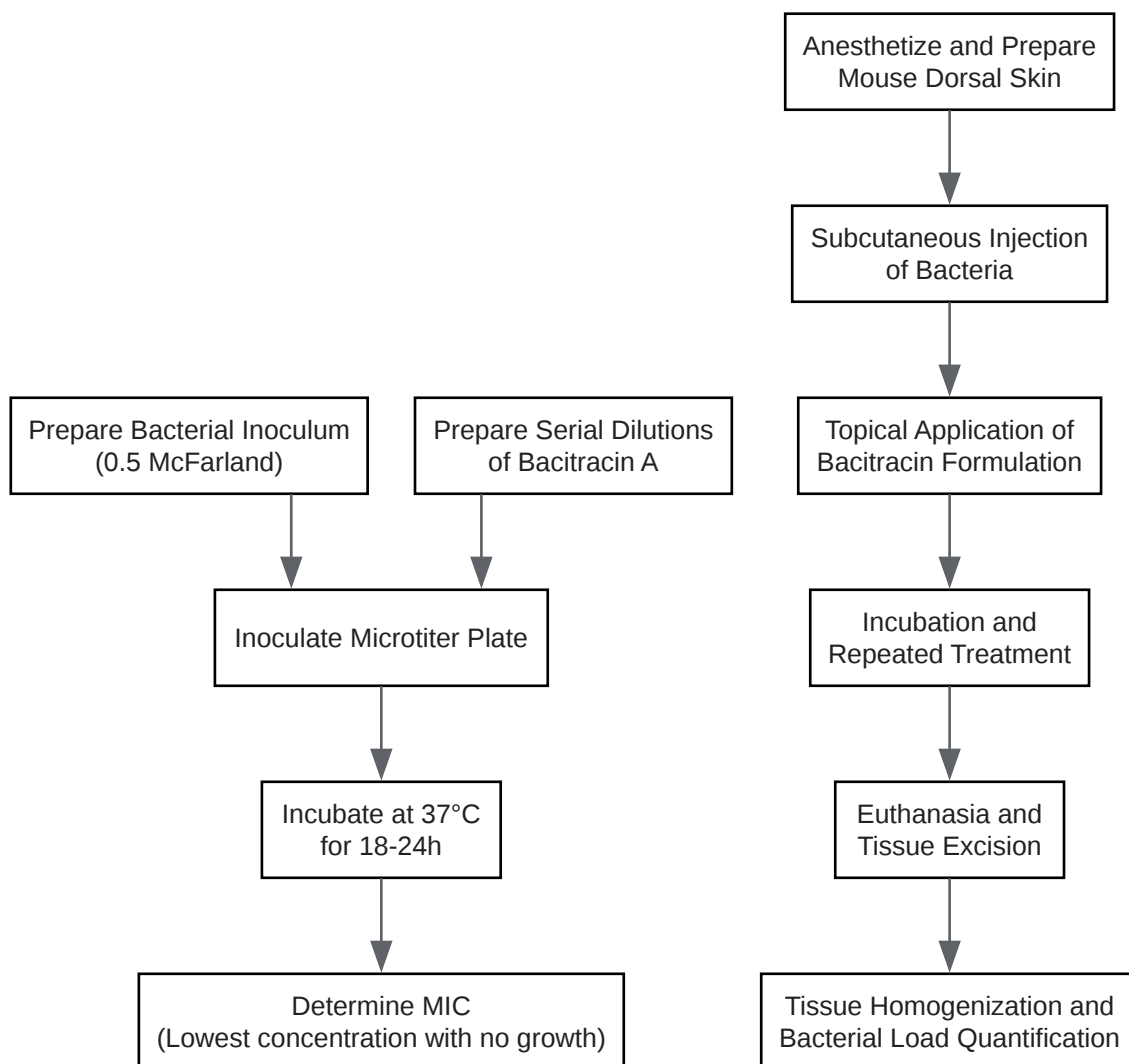 Anesthetize and Prepare
Mouse Dorsal Skin
Subcutaneous Injection
of Bacteria
Prepare Bacterial Inoculum
(0.5 McFarland)
Prepare Serial Dilutions
of Bacitracin A
Topical Application of
Bacitracin Formulation
Inoculate Microtiter Plate
Incubation and
Repeated Treatment
Incubate at 37°C
for 18-24h
Euthanasia and
Tissue Excision
Determine MIC
(Lowest concentration with no growth)
Tissue Homogenization and
Bacterial Load Quantification